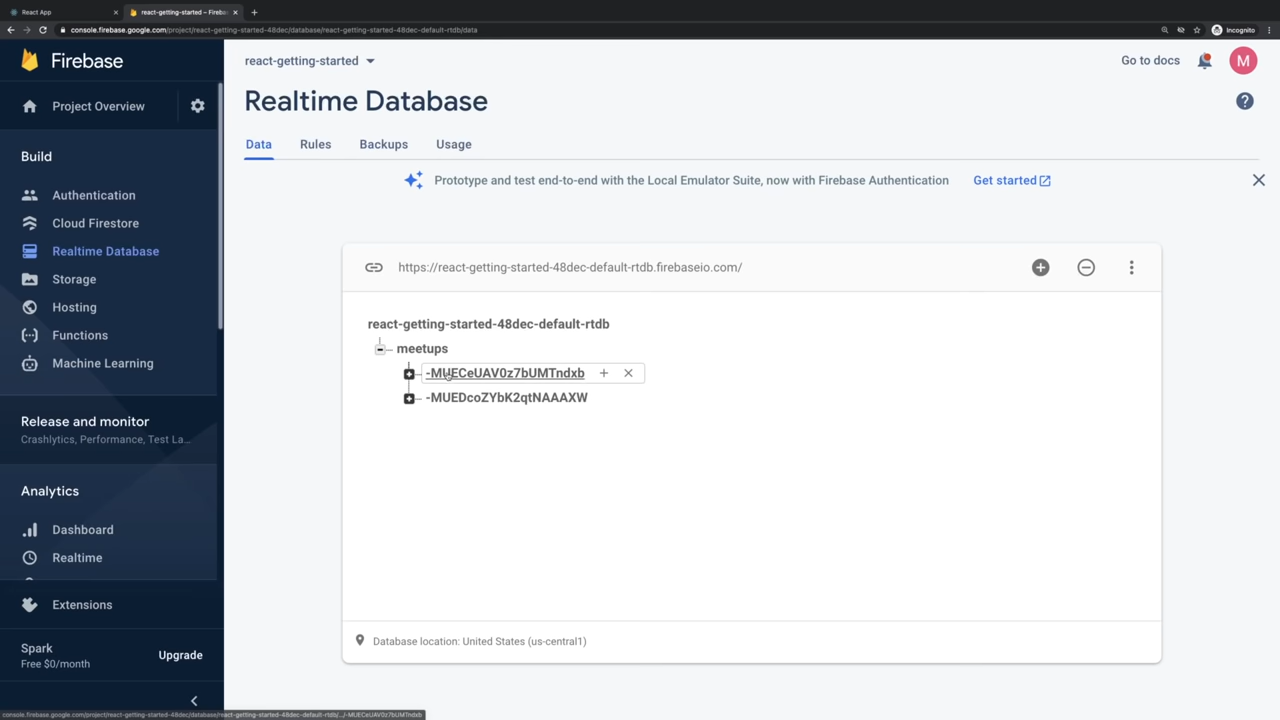 React App
react-getting-started – Fireba
console.firebase.google.com/project/react-getting-started-48dec/database/react-getting-started-48dec-default-rtdb/data
Incognito
Firebase
react-getting-started
Go to docs
M
Project Overview
Realtime Database
?
Data
Rules
Backups
Usage
Build
Prototype and test end-to-end with the Local Emulator Suite, now with Firebase Authentication
Get started
Authentication
Cloud Firestore
Realtime Database
Storage
Hosting
Functions
Machine Learning
https://react-getting-started-48dec-default-rtdb.firebaseio.com/
react-getting-started-48dec-default-rtdb
meetups
-MUECeUAV0z7bUMTndxb
-MUEDcoZYbK2qtNAAAXW
Release and monitor
Crashlytics, Performance, Test La...
Analytics
Dashboard
Realtime
Extensions
Database location: United States (us-central1)
Spark
Free $0/month
Upgrade
console.firebase.google.com/project/react-getting-started-48dec/database/react-getting-started-48dec-default-rtdb/.../-MUECeUAV0z7bUMTndxb